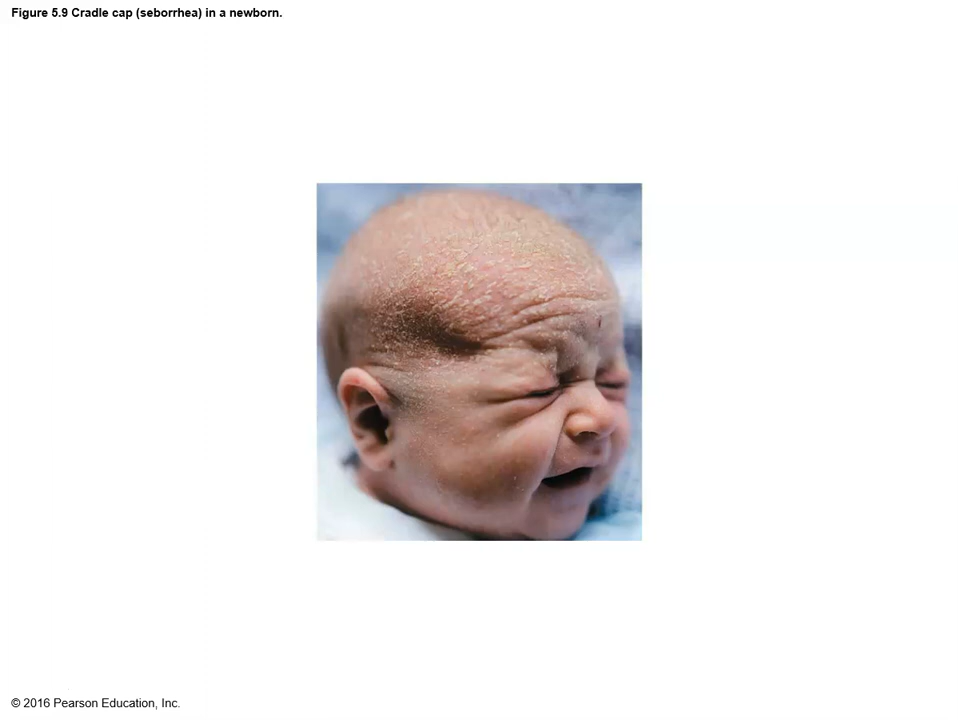 Figure 5.9 Cradle cap (seborrhea) in a newborn.
© 2016 Pearson Education, Inc.